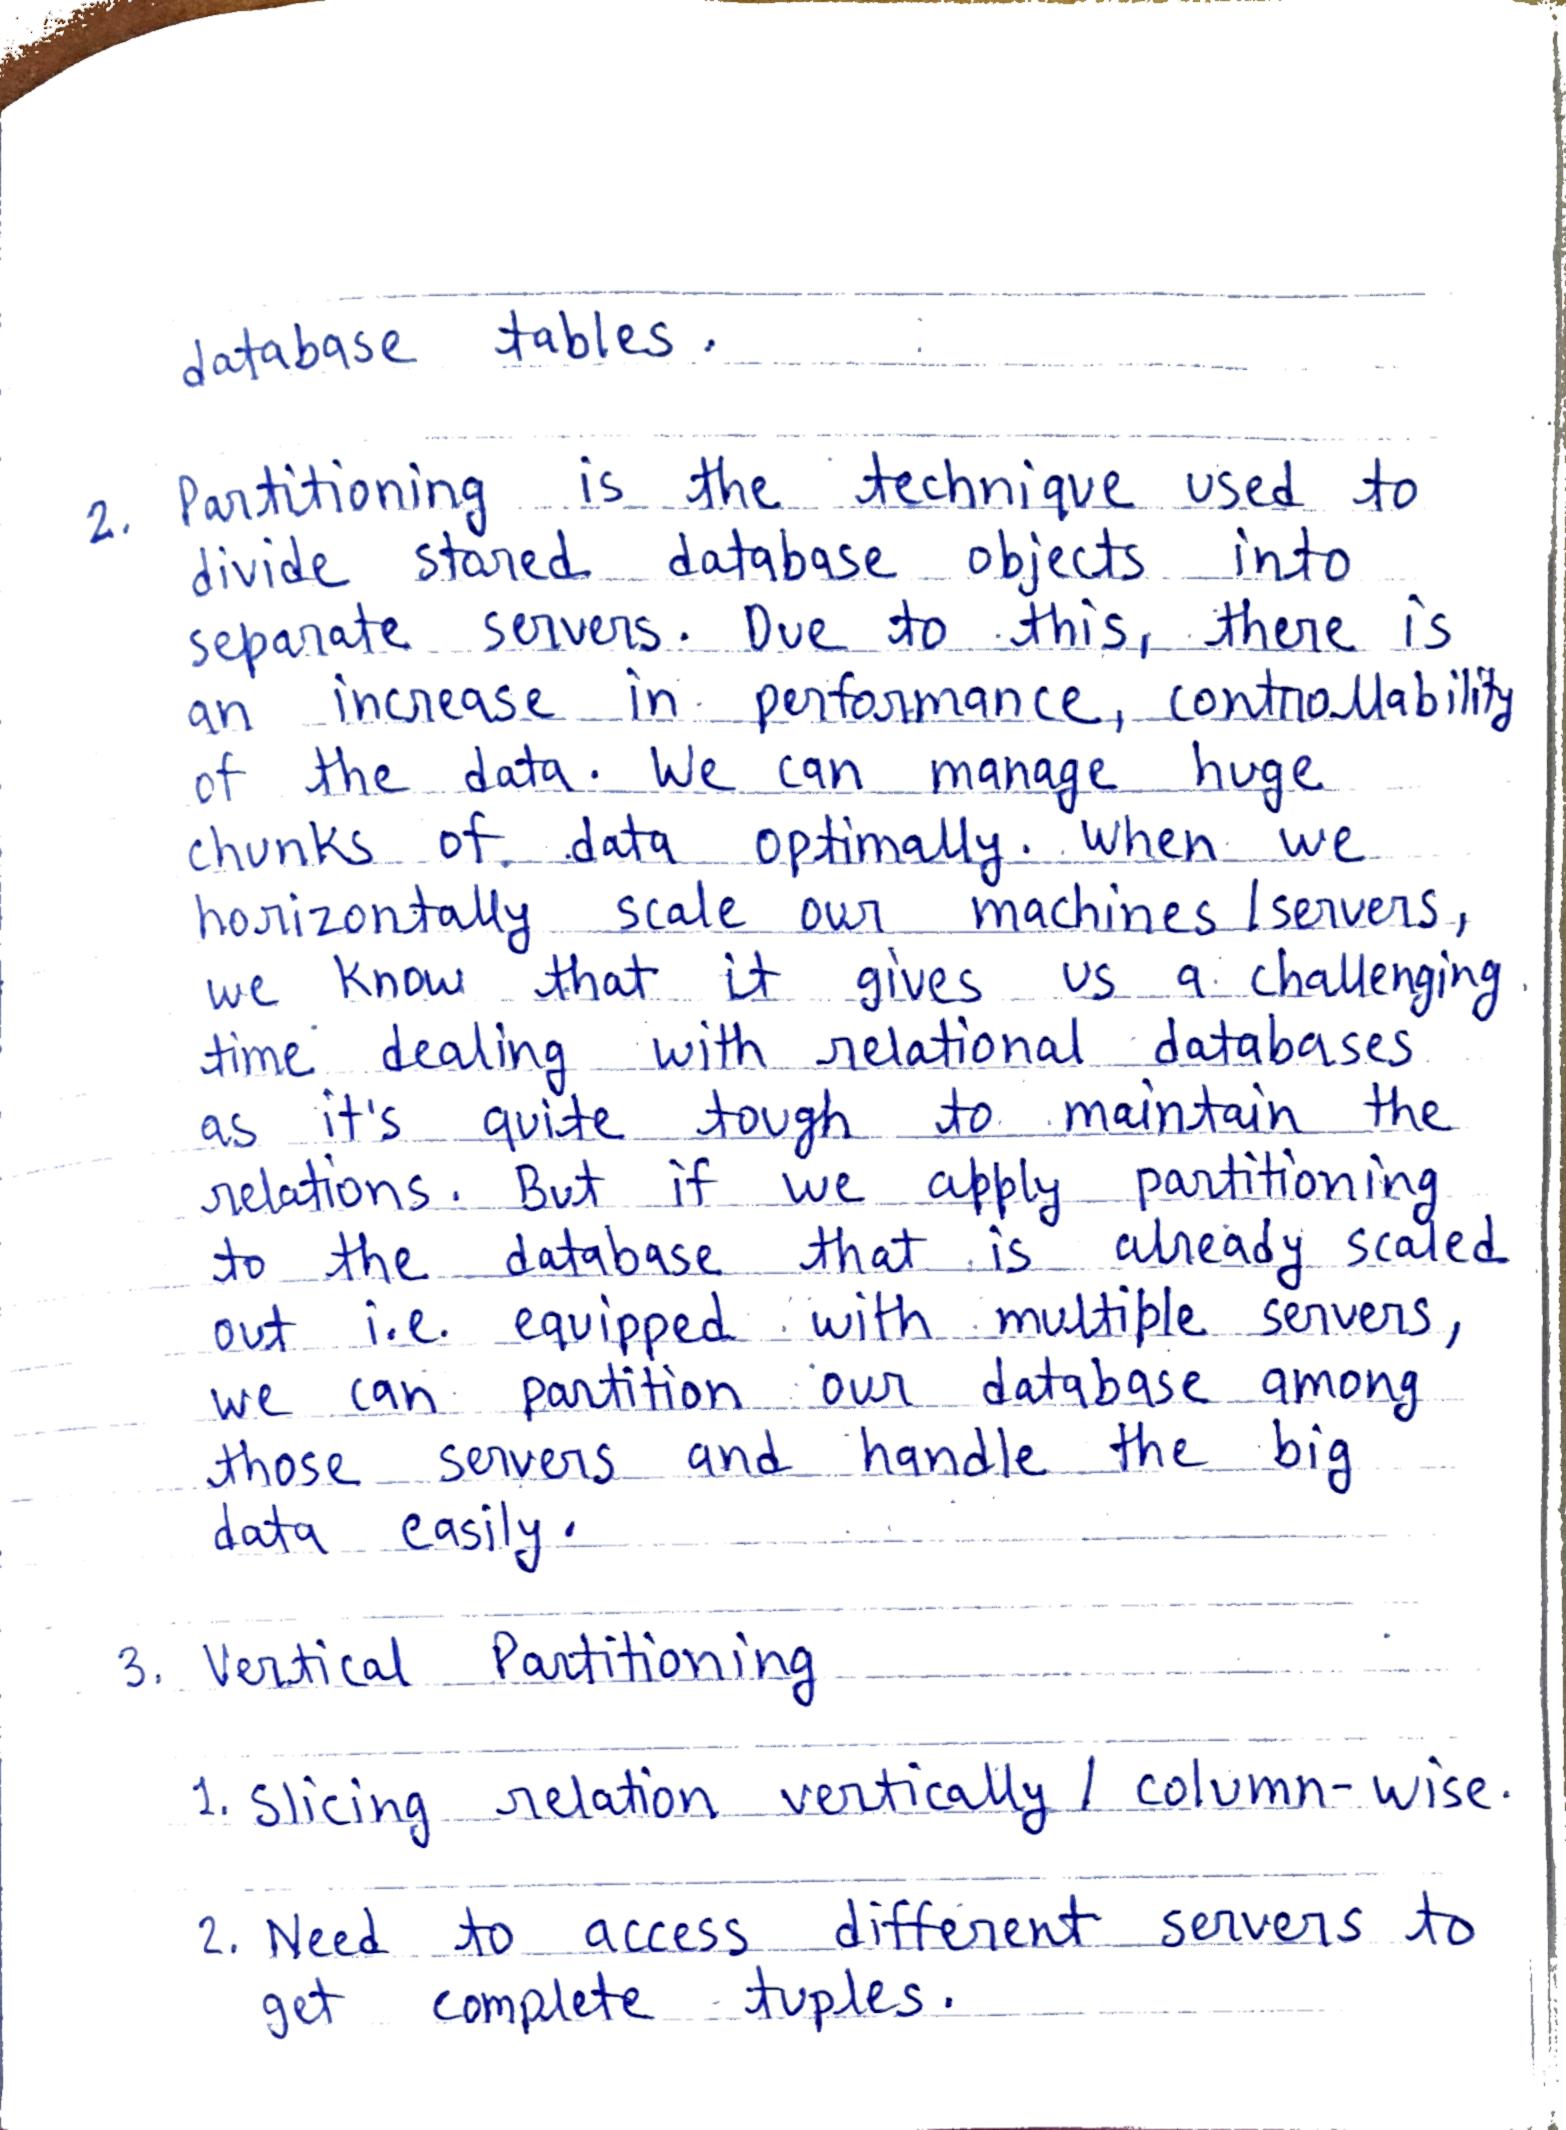 database tables.
2. Partitioning is the technique used to
divide stored database objects into
separate servers. Due to this, there is
an increase in performance, controllability
of the data. We can manage huge
chunks of data optimally. When we
horizontally scale our machines / servers,
we know that it gives us a challenging
time dealing with relational databases
as it's quite tough to maintain the
relations. But if we apply partitioning
to the database that is already scaled
out i.e. equipped with multiple servers,
we can partition our database among
those servers and handle the big
data easily.
3. Vertical Partitioning
1. Slicing relation vertically / column-wise.
2. Need to access different servers to
get complete tuples.